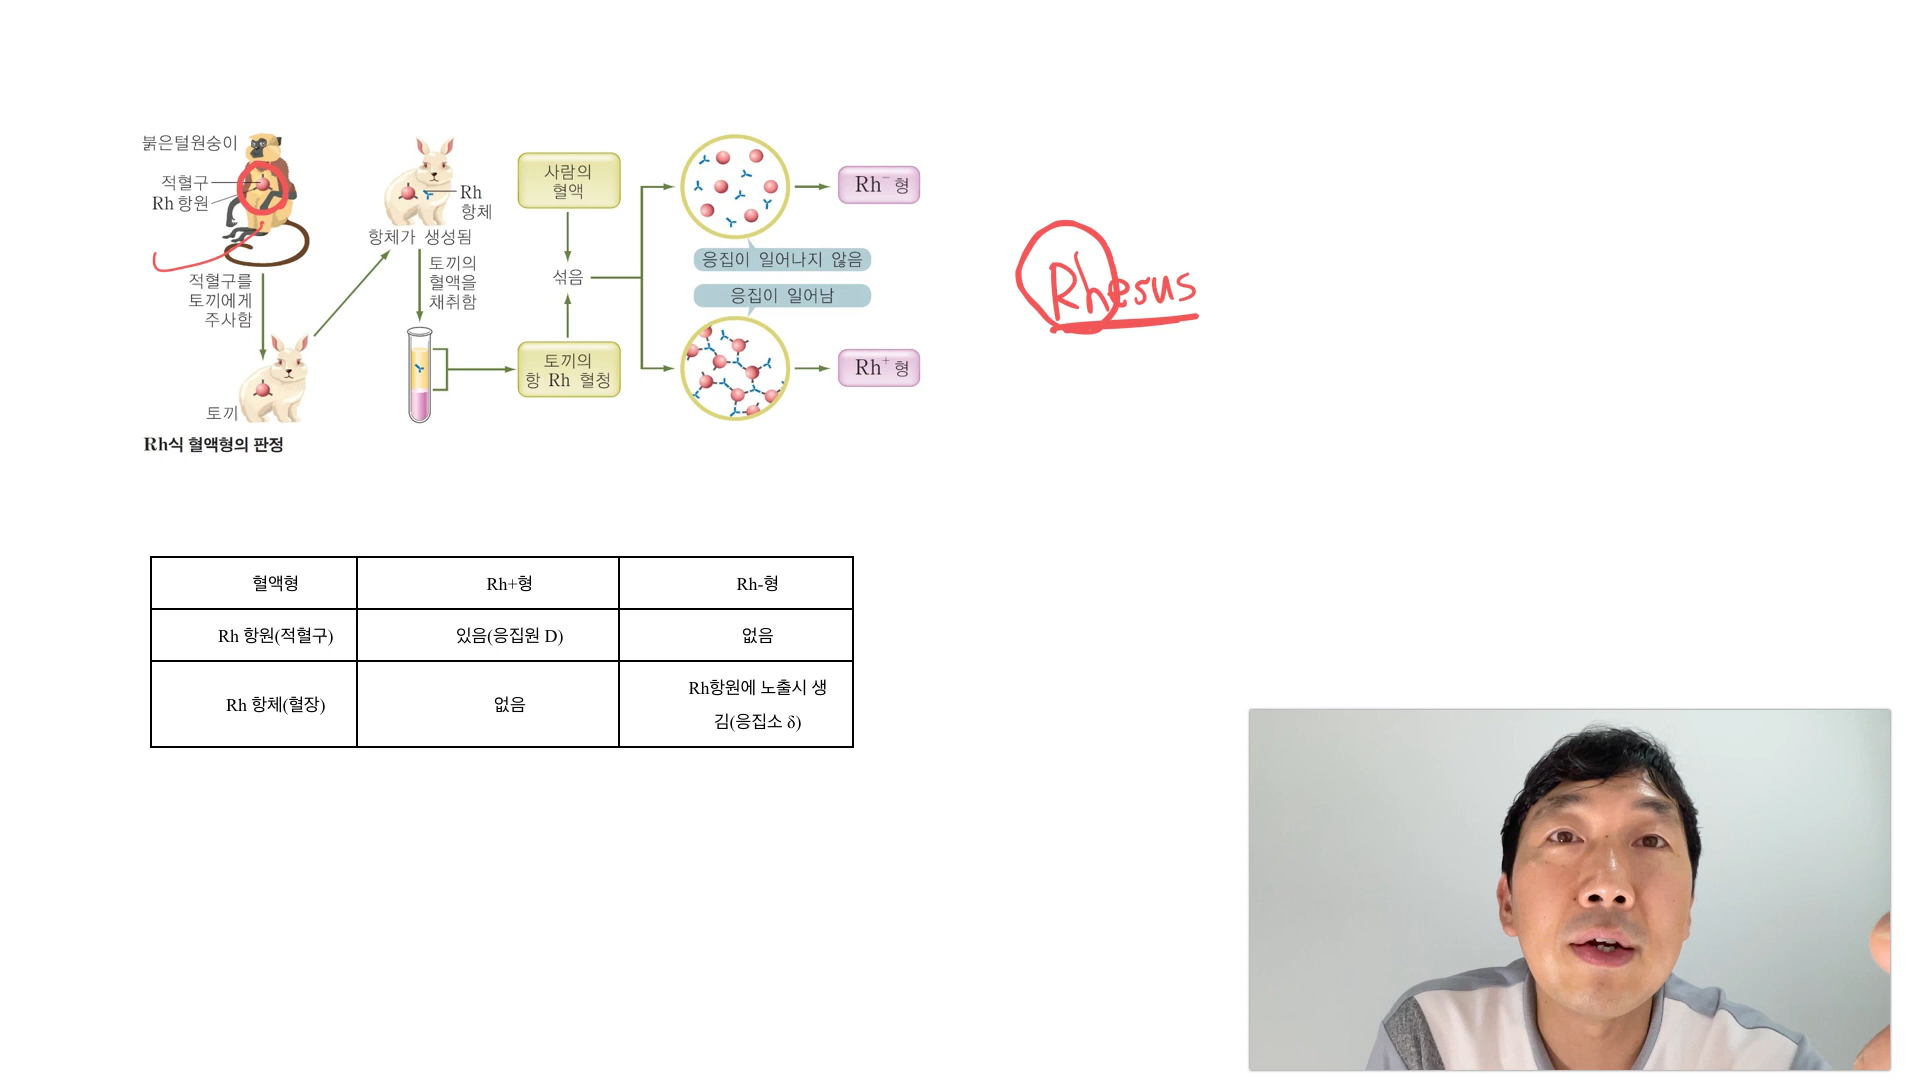 붉은털원숭이
적혈구
Rh 항원
적혈구를
토끼에게
주사함
토끼
Rh
항체
항체가 생성됨
토끼의
혈액을
채취함
사람의
혈액
섞음
토끼의
항 Rh 혈청
응집이 일어나지 않음
응집이 일어남
Rh⁻형
Rh⁺형
Rh식 혈액형의 판정
Rhesus
혈액형 Rh+형 Rh-형
Rh 항원(적혈구) 있음(응집원 D) 없음
Rh 항체(혈장) 없음 Rh항원에 노출시 생
김(응집소 δ)